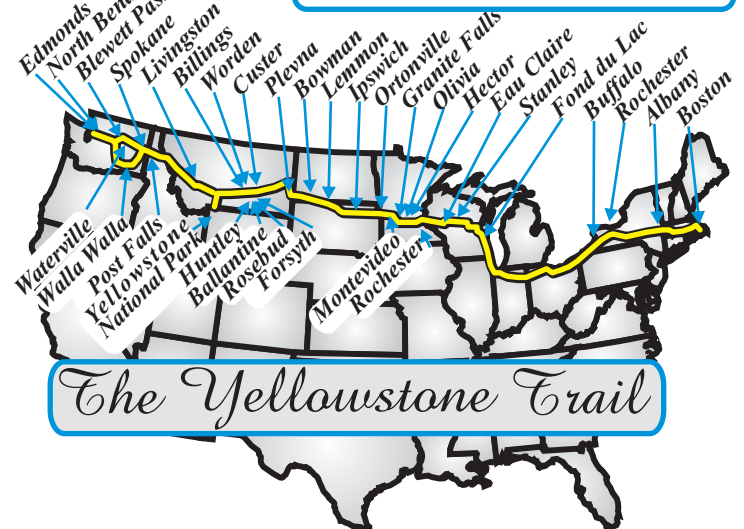 Edmonds
North Bend
Blewett Pass
Spokane
Livingston
Billings
Worden
Custer
Plevna
Bowman
Lemmon
Ipswich
Ortonville
Granite Falls
Olivia
Hector
Eau Claire
Stanley
Fond du Lac
Buffalo
Rochester
Albany
Boston
Waterville
Walla Walla
Post Falls
Yellowstone
National Park
Huntley
Ballantine
Rosebud
Forsyth
Montevideo
Rochester
The Yellowstone Trail